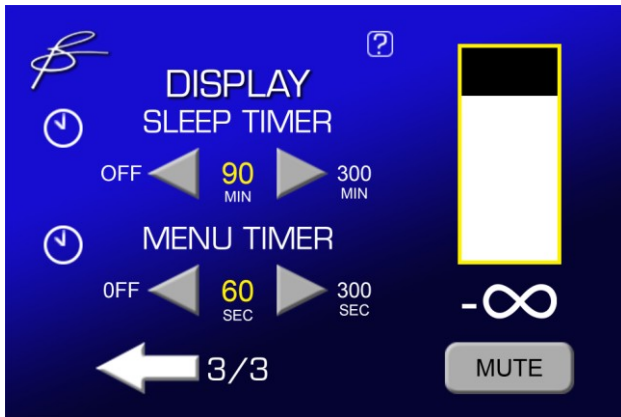 ?
DISPLAY
SLEEP TIMER
OFF 90 MIN 300 MIN
MENU TIMER
0FF 60 SEC 300 SEC
-∞
3/3
MUTE